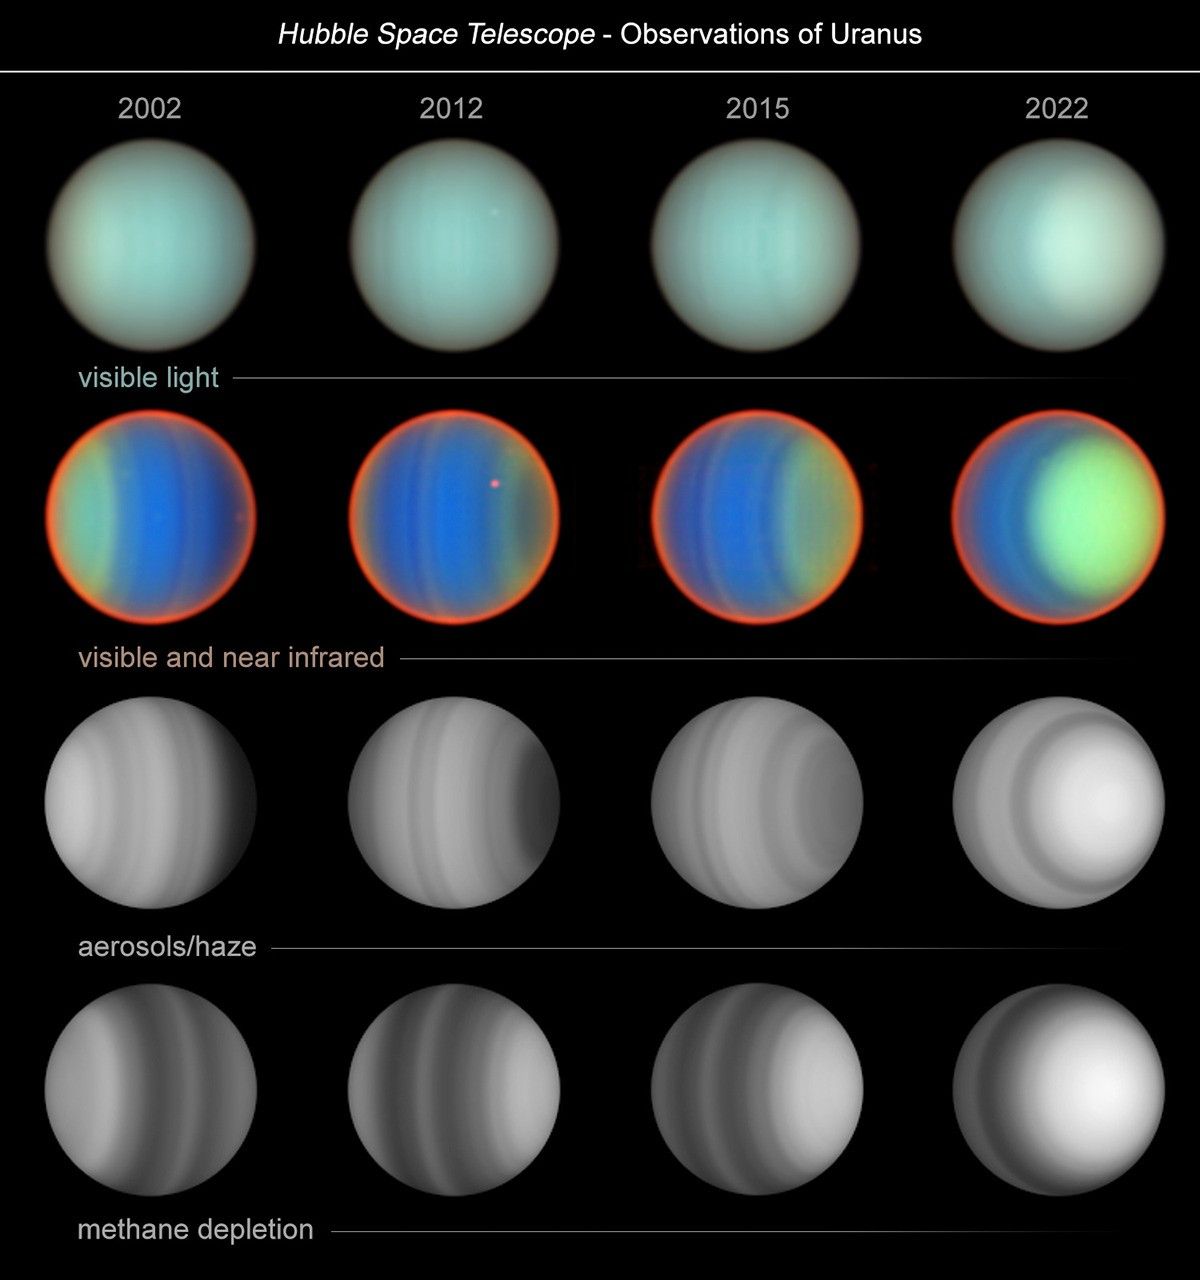 Hubble Space Telescope - Observations of Uranus
2002 2012 2015 2022
visible light
visible and near infrared
aerosols/haze
methane depletion